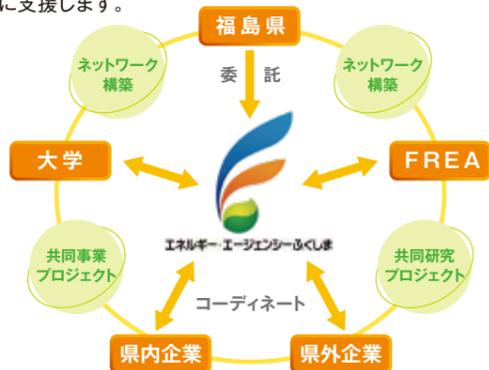 に支援します。
福島県
ネットワーク
構築
委託
ネットワーク
構築
大学
FREA
エネルギー・エージェンシーふくしま
共同事業
プロジェクト
共同研究
プロジェクト
コーディネート
県内企業
県外企業